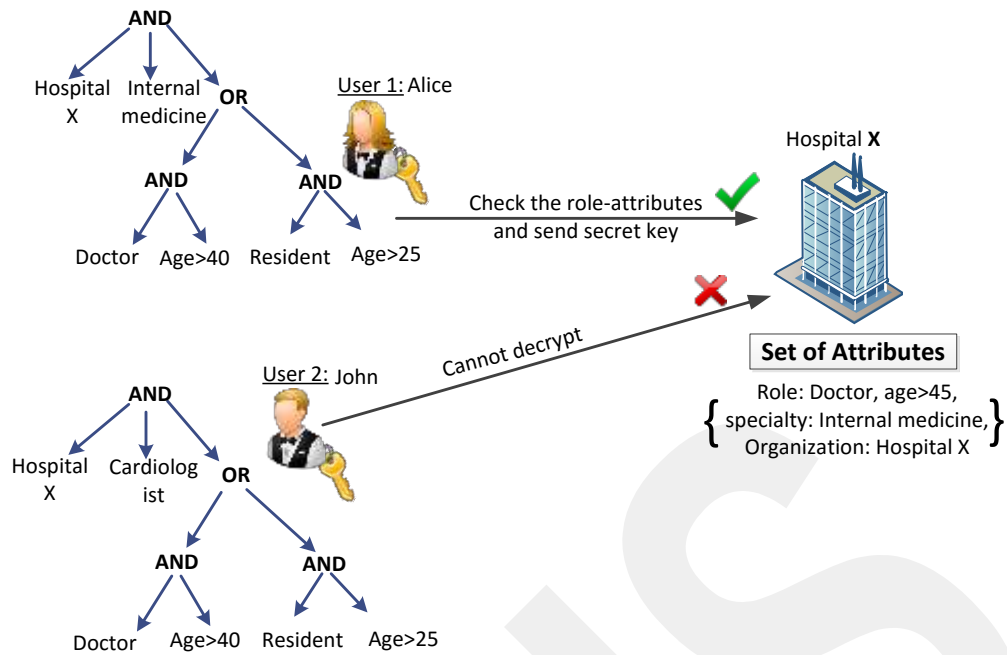 AND
Hospital
X
Internal
medicine
OR
AND
AND
Doctor
Age>40
Resident
Age>25
User 1: Alice
Check the role-attributes
and send secret key
Hospital X
Cannot decrypt
Set of Attributes
{ Role: Doctor, age>45,
specialty: Internal medicine,
Organization: Hospital X }
User 2: John
AND
Hospital
X
Cardiolog
ist
OR
AND
AND
Doctor
Age>40
Resident
Age>25